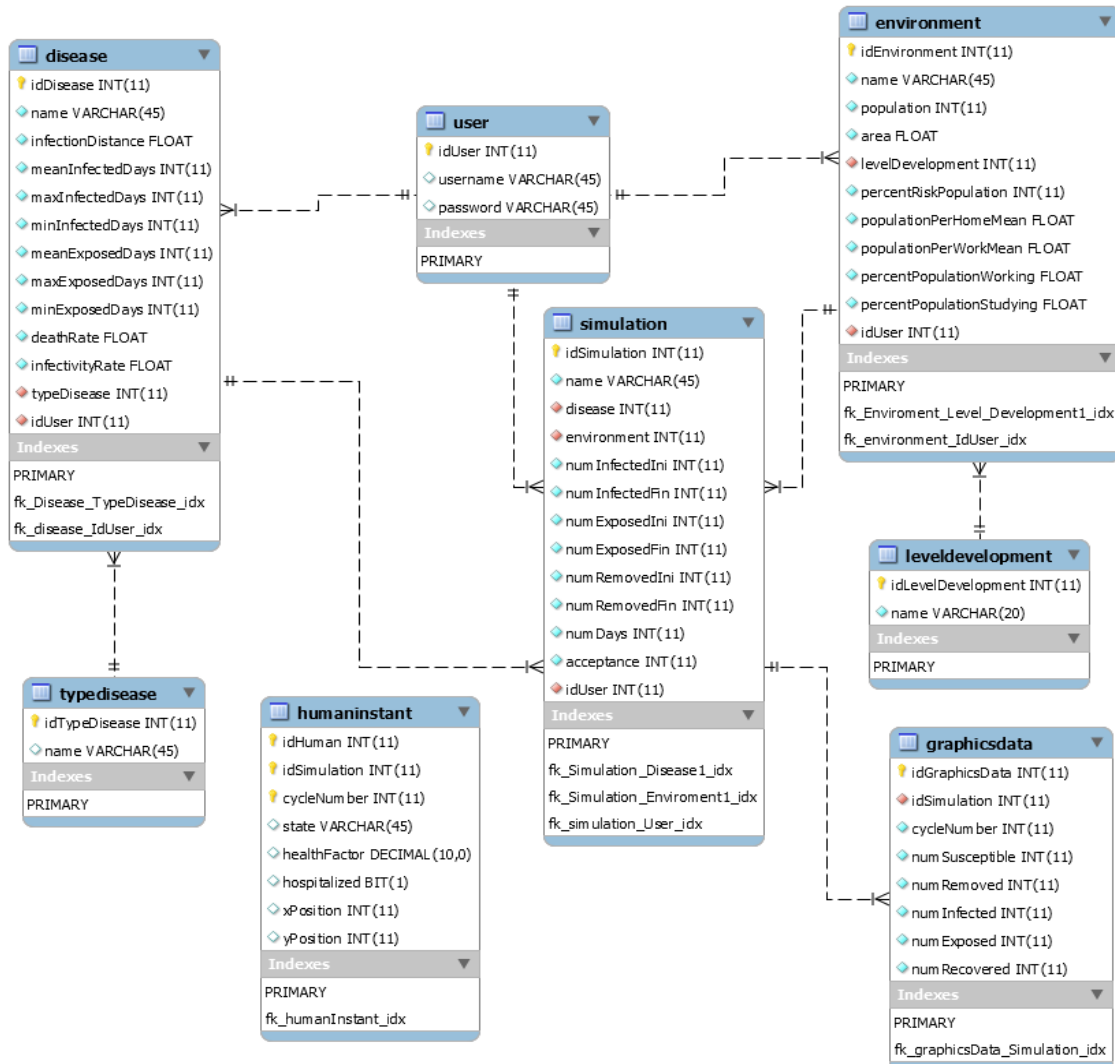 disease
idDisease INT(11)
name VARCHAR(45)
infectionDistance FLOAT
meanInfectedDays INT(11)
maxInfectedDays INT(11)
minInfectedDays INT(11)
meanExposedDays INT(11)
maxExposedDays INT(11)
minExposedDays INT(11)
deathRate FLOAT
infectivityRate FLOAT
typeDisease INT(11)
idUser INT(11)
Indexes
PRIMARY
fk_Disease_TypeDisease_idx
fk_disease_IdUser_idx
user
idUser INT(11)
username VARCHAR(45)
password VARCHAR(45)
Indexes
PRIMARY
environment
idEnvironment INT(11)
name VARCHAR(45)
population INT(11)
area FLOAT
levelDevelopment INT(11)
percentRiskPopulation INT(11)
populationPerHomeMean FLOAT
populationPerWorkMean FLOAT
percentPopulationWorking FLOAT
percentPopulationStudying FLOAT
idUser INT(11)
Indexes
PRIMARY
fk_Enviroment_Level_Development1_idx
fk_environment_IdUser_idx
simulation
idSimulation INT(11)
name VARCHAR(45)
disease INT(11)
environment INT(11)
numInfectedIni INT(11)
numInfectedFin INT(11)
numExposedIni INT(11)
numExposedFin INT(11)
numRemovedIni INT(11)
numRemovedFin INT(11)
numDays INT(11)
acceptance INT(11)
idUser INT(11)
Indexes
PRIMARY
fk_Simulation_Disease1_idx
fk_Simulation_Enviroment1_idx
fk_simulation_User_idx
leveldevelopment
idLevelDevelopment INT(11)
name VARCHAR(20)
Indexes
PRIMARY
typedisease
idTypeDisease INT(11)
name VARCHAR(45)
Indexes
PRIMARY
humaninstant
idHuman INT(11)
idSimulation INT(11)
cycleNumber INT(11)
state VARCHAR(45)
healthFactor DECIMAL(10,0)
hospitalized BIT(1)
xPosition INT(11)
yPosition INT(11)
Indexes
PRIMARY
fk_humanInstant_idx
graphicsdata
idGraphicsData INT(11)
idSimulation INT(11)
cycleNumber INT(11)
numSusceptible INT(11)
numRemoved INT(11)
numInfected INT(11)
numExposed INT(11)
numRecovered INT(11)
Indexes
PRIMARY
fk_graphicsData_Simulation_idx